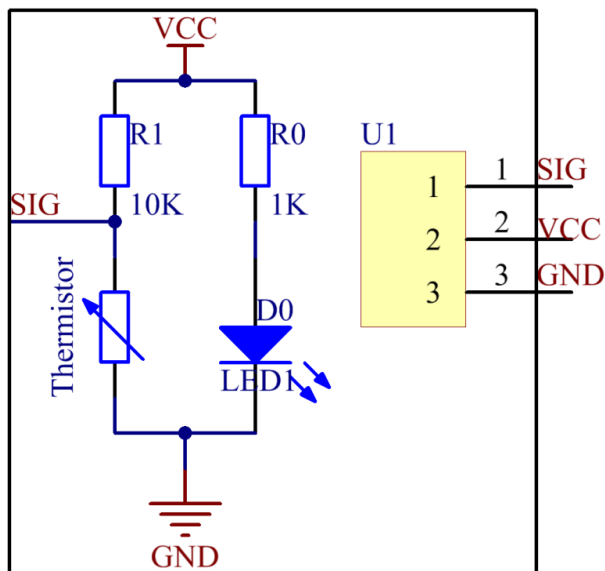 VCC
R1
R0
U1
10K
1K
SIG
Thermistor
D0
LED1
GND
1
2
3
1
2
3
SIG
VCC
GND